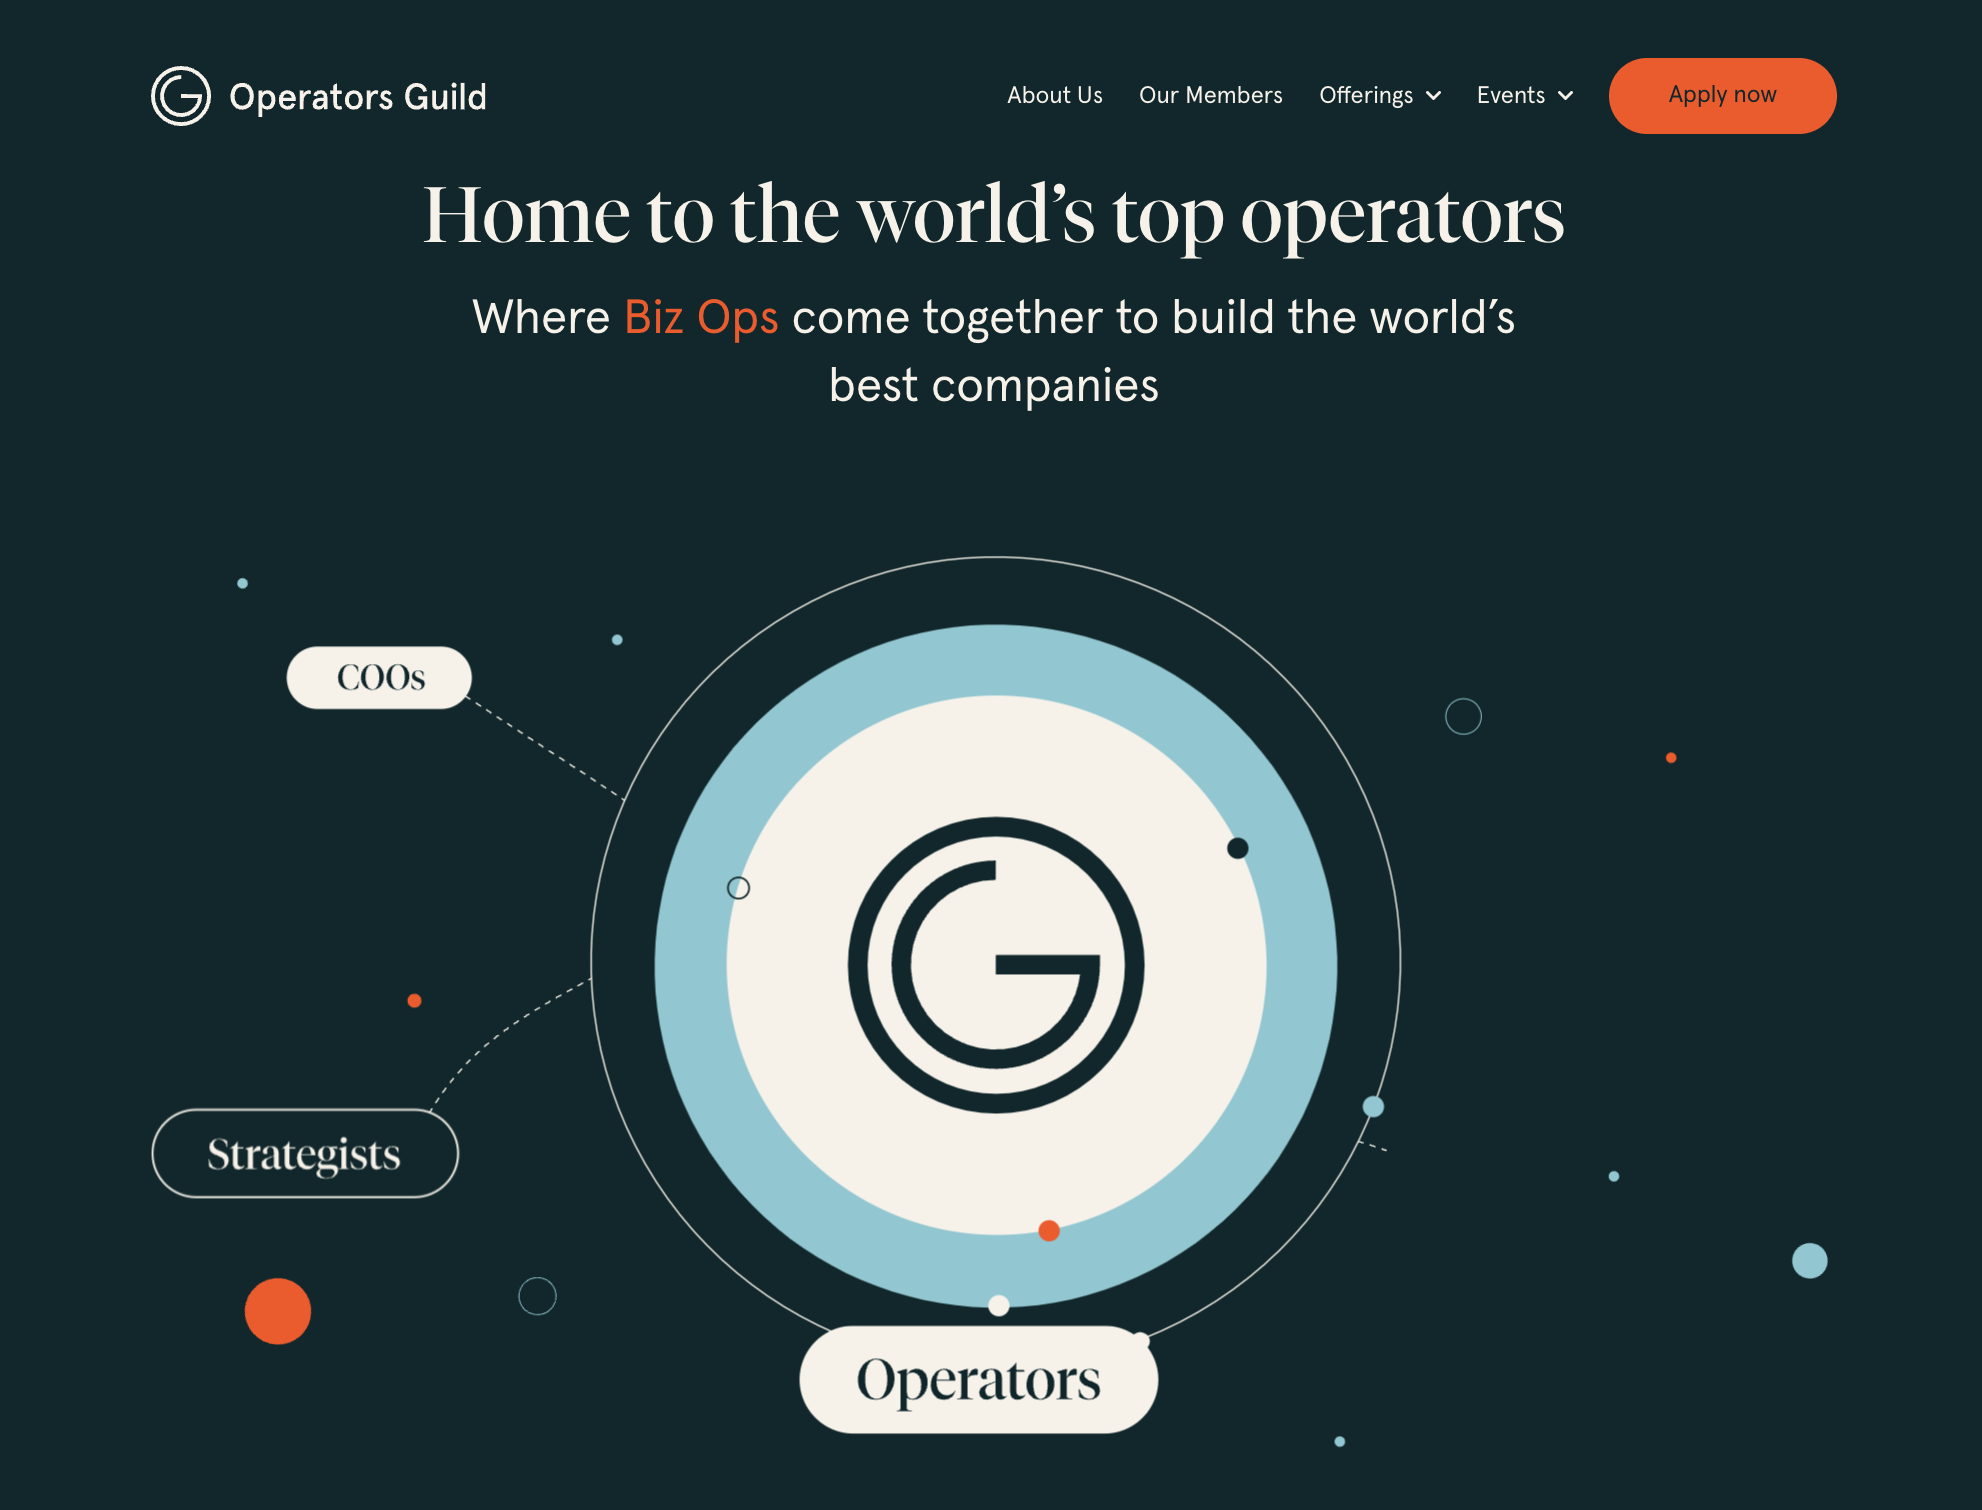 Operators Guild
About Us
Our Members
Offerings
Events
Apply now
Home to the world’s top operators
Where Biz Ops come together to build the world’s
best companies
COOs
G
Strategists
Operators